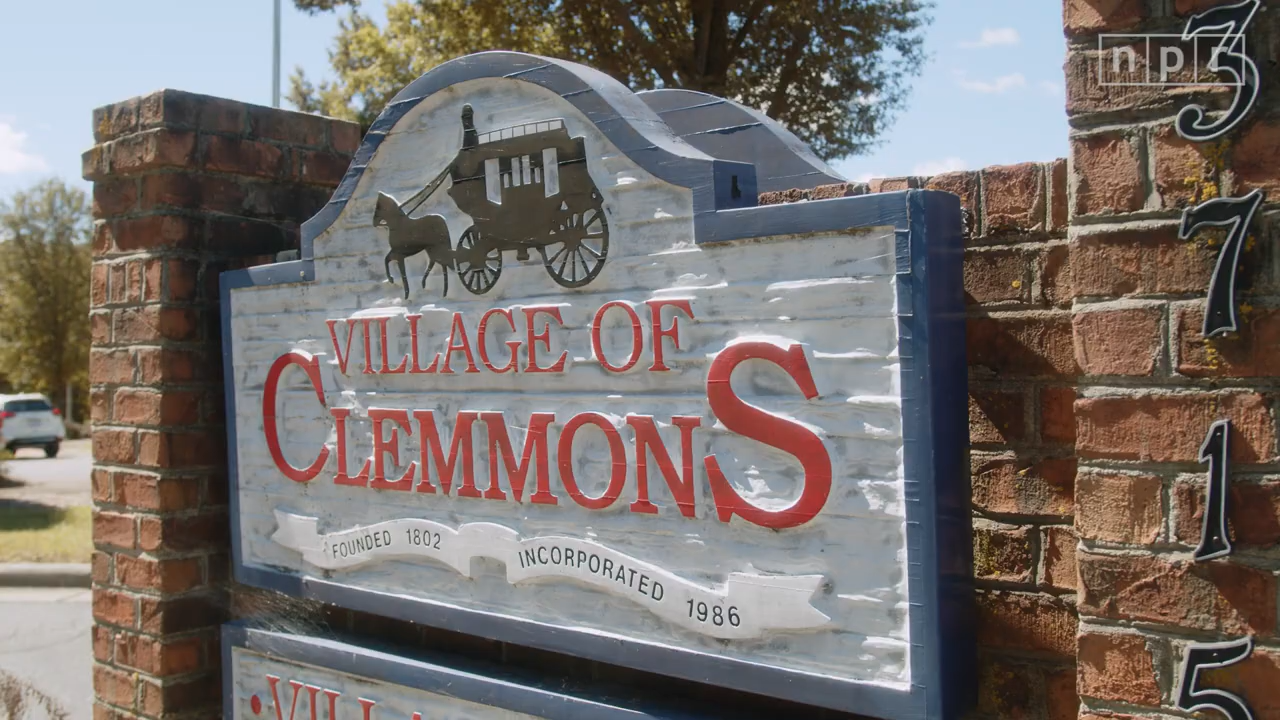 npr
VILLAGE OF
CLEMMONS
FOUNDED 1802
INCORPORATED 1986
3
7
1
5